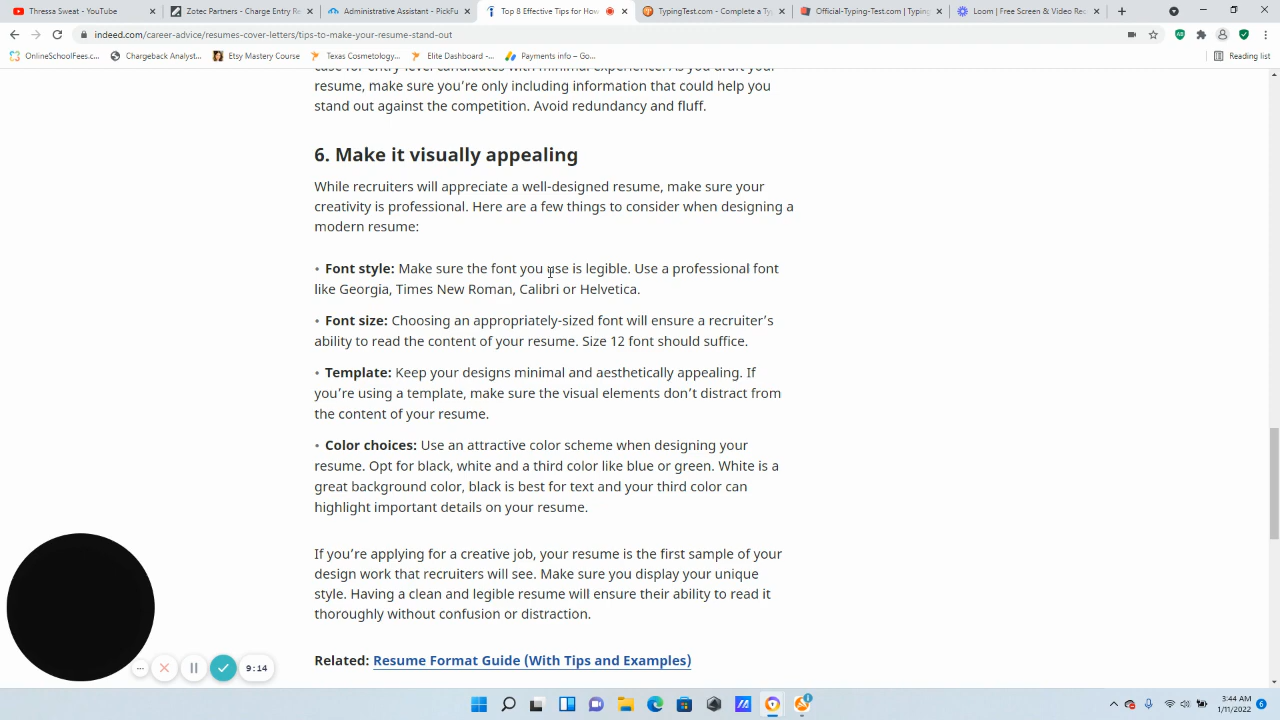 Thressa Sweat - YouTube
Zotec Partners - Charge Entry Re
Administrative Assistant - PickFu
Top 8 Effective Tips for How
TypingTest.com - Complete a Ty
Official-Typing-Test.com | Typing
Loom | Free Screen & Video Rec
indeed.com/career-advice/resumes-cover-letters/tips-to-make-your-resume-stand-out
OnlineSchoolFees.c...
Chargeback Analyst...
Etsy Mastery Course
Texas Cosmetology...
Elite Dashboard -...
Payments info – Go...
Reading list
case for entry-level candidates with minimal experience. As you draft your
resume, make sure you're only including information that could help you
stand out against the competition. Avoid redundancy and fluff.
6. Make it visually appealing
While recruiters will appreciate a well-designed resume, make sure your
creativity is professional. Here are a few things to consider when designing a
modern resume:
• Font style: Make sure the font you use is legible. Use a professional font
like Georgia, Times New Roman, Calibri or Helvetica.
• Font size: Choosing an appropriately-sized font will ensure a recruiter's
ability to read the content of your resume. Size 12 font should suffice.
• Template: Keep your designs minimal and aesthetically appealing. If
you're using a template, make sure the visual elements don't distract from
the content of your resume.
• Color choices: Use an attractive color scheme when designing your
resume. Opt for black, white and a third color like blue or green. White is a
great background color, black is best for text and your third color can
highlight important details on your resume.
If you're applying for a creative job, your resume is the first sample of your
design work that recruiters will see. Make sure you display your unique
style. Having a clean and legible resume will ensure their ability to read it
thoroughly without confusion or distraction.
Related: Resume Format Guide (With Tips and Examples)
9:14
3:44 AM
1/11/2022
6